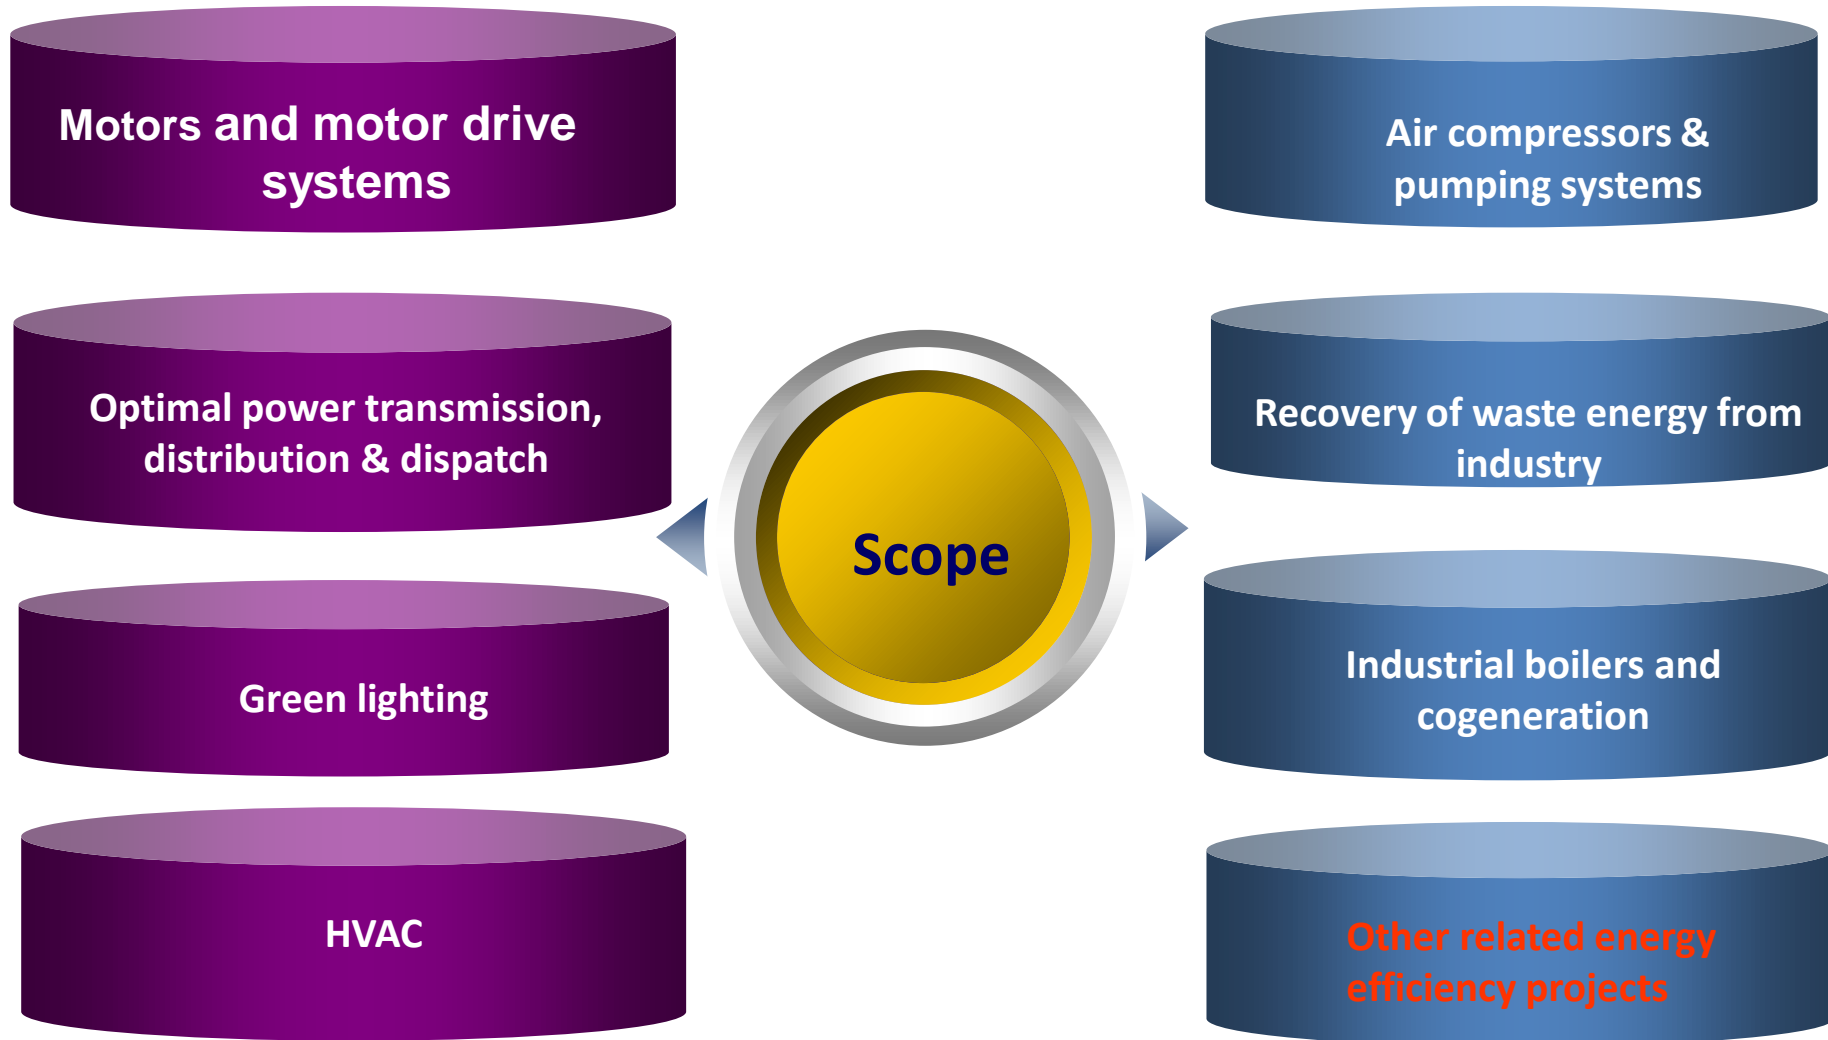 Motors and motor drive
systems
Optimal power transmission,
distribution & dispatch
Green lighting
HVAC
Scope
Air compressors &
pumping systems
Recovery of waste energy from
industry
Industrial boilers and
cogeneration
Other related energy
efficiency projects